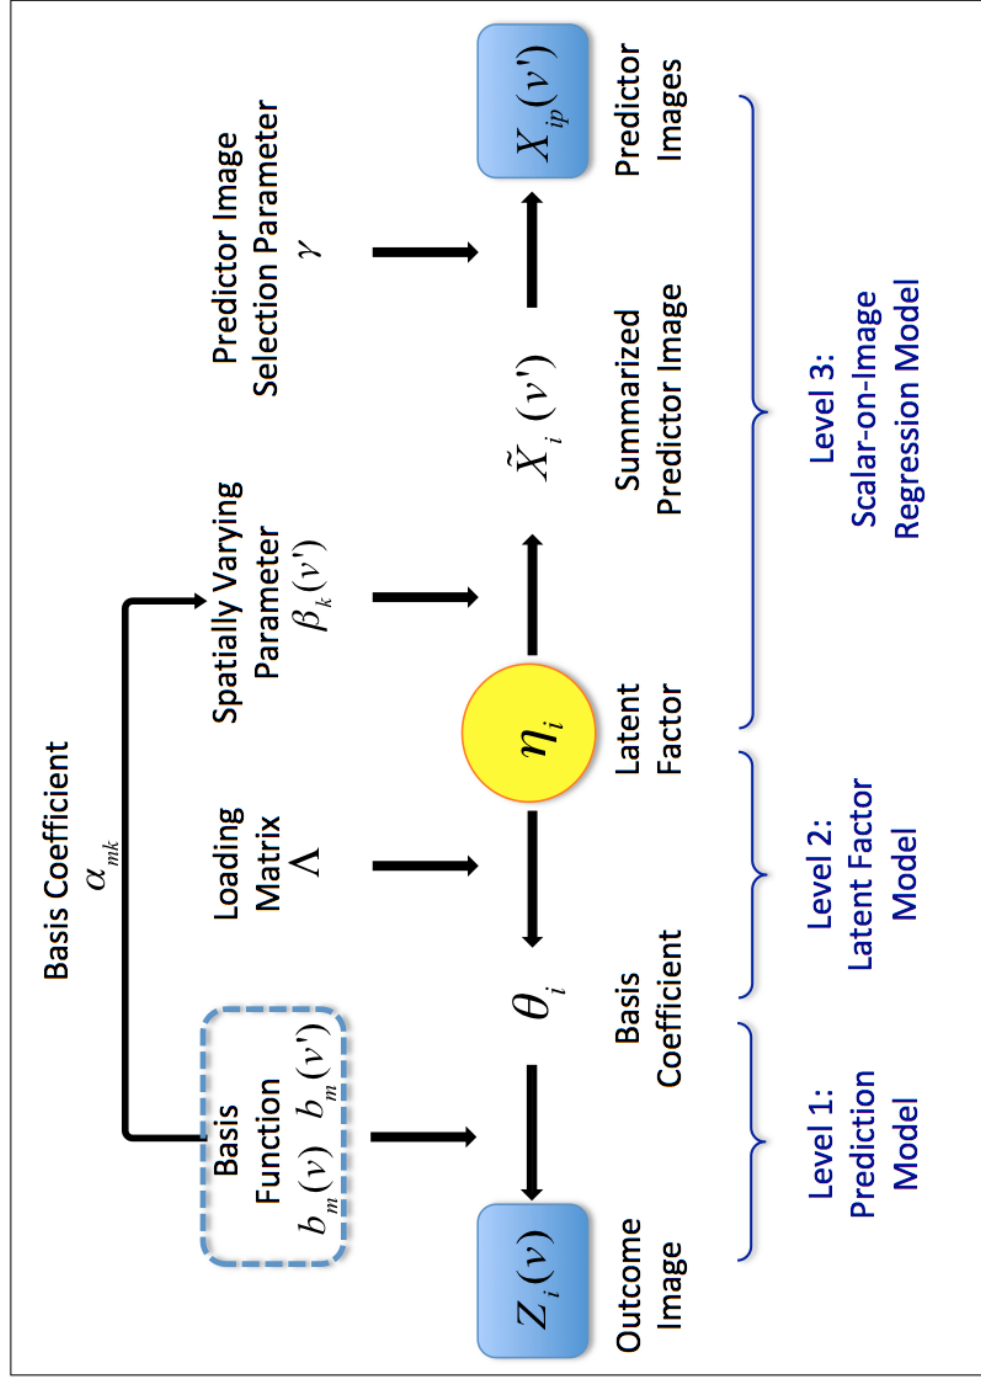 Basis Coefficient
α_mk
Basis
Function
b_m(v) b_m(v')
Loading
Matrix
Λ
Spatially Varying
Parameter
β_k(v')
Predictor Image
Selection Parameter
γ
Z_i(v)
θ_i
η_i
X̃_i(v')
X_ip(v')
Outcome
Image
Basis
Coefficient
Latent
Factor
Summarized
Predictor Image
Predictor
Images
Level 1:
Prediction
Model
Level 2:
Latent Factor
Model
Level 3:
Scalar-on-Image
Regression Model